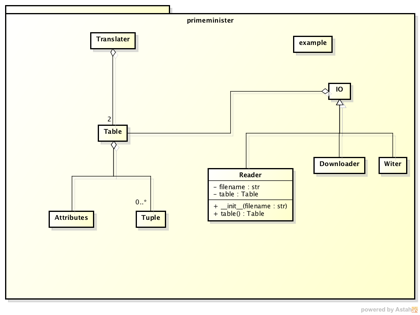 primeminister
Translater
example
IO
2
Table
Reader
– filename : str
– table : Table
+ __init__(filename : str)
+ table() : Table
Downloader
Witer
0..*
Attributes
Tuple
powered by Astah